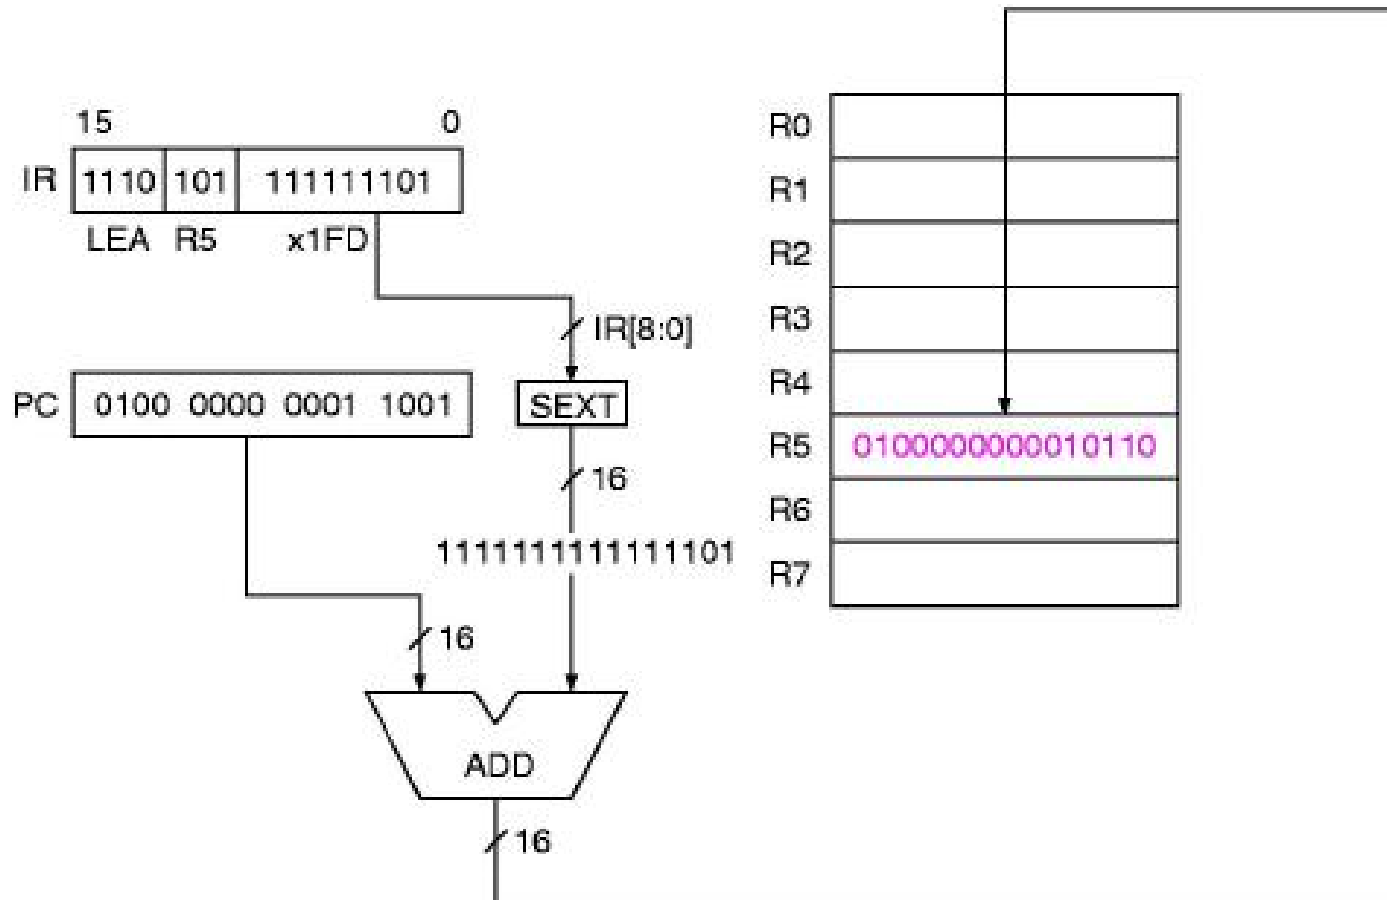 15 0
IR 1110 101 111111101
LEA R5 x1FD
IR[8:0]
PC 0100 0000 0001 1001
SEXT
16
1111111111111101
16
ADD
16
R0
R1
R2
R3
R4
R5 0100000000010110
R6
R7